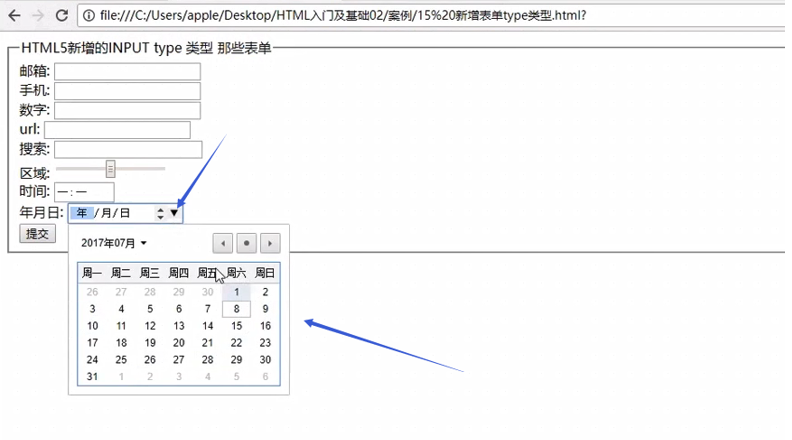 file:///C:/Users/apple/Desktop/HTML入门及基础02/案例/15%20新增表单type类型.html?
HTML5新增的INPUT type 类型 那些表单
邮箱:
手机:
数字:
url:
搜索:
区域:
时间: --:--
年月日: 年/月/日
提交
2017年07月
周一 周二 周三 周四 周五 周六 周日
26 27 28 29 30 1 2
3 4 5 6 7 8 9
10 11 12 13 14 15 16
17 18 19 20 21 22 23
24 25 26 27 28 29 30
31 1 2 3 4 5 6